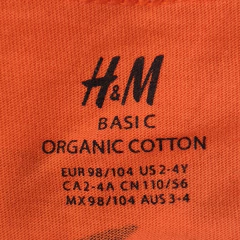 H&M
BASIC
ORGANIC COTTON
EUR 98/104 US 2-4Y
CA 2-4A CN 110/56
MX 98/104 AUS 3-4